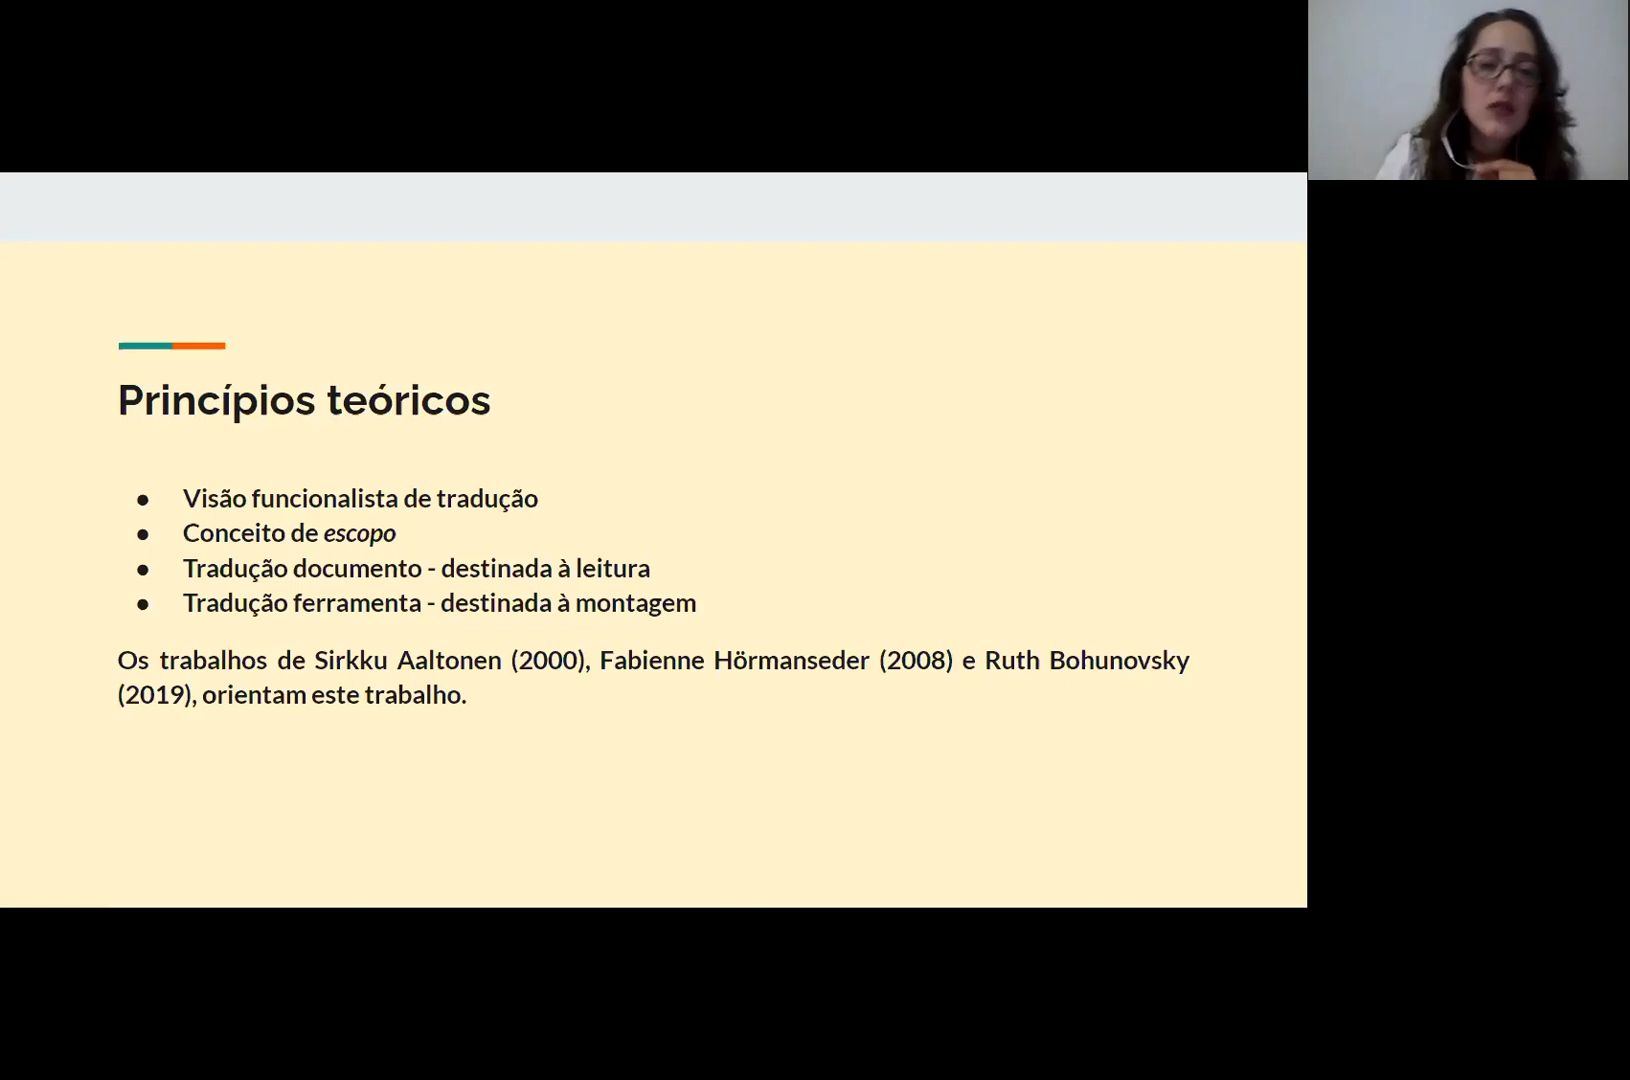 Princípios teóricos
● Visão funcionalista de tradução
● Conceito de escopo
● Tradução documento - destinada à leitura
● Tradução ferramenta - destinada à montagem
Os trabalhos de Sirkku Aaltonen (2000), Fabienne Hörmanseder (2008) e Ruth Bohunovsky
(2019), orientam este trabalho.